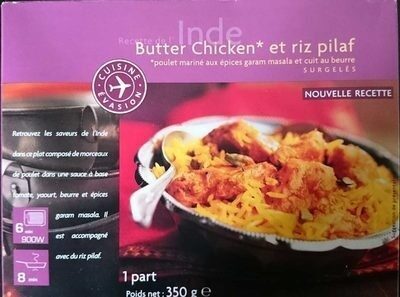 Recette de l'Inde
Butter Chicken* et riz pilaf
*poulet mariné aux épices garam masala et cuit au beurre
SURGELÉS
CUISINE
ÉVASION
NOUVELLE RECETTE
Retrouvez les saveurs de l'Inde
dans ce plat composé de morceaux
de poulet dans une sauce à base
tomate, yaourt, beurre et épices
garam masala. Il
est accompagné
avec du riz pilaf.
6 min
900W
8 min
1 part
Poids net : 350 g e